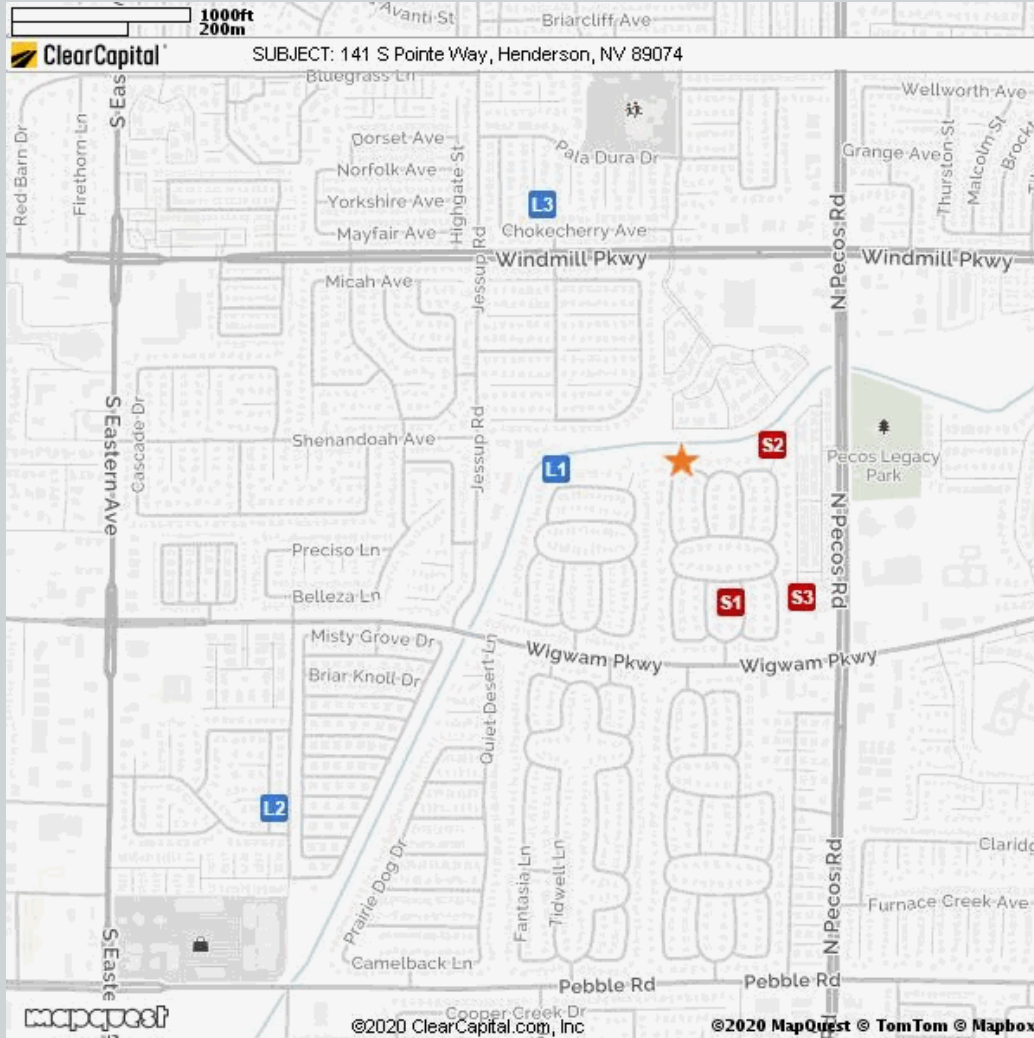 1000ft
200m
Avanti St
Briarcliff Ave
ClearCapital
SUBJECT: 141 S Pointe Way, Henderson, NV 89074
Bluegrass Ln
S Eas
Wellworth Ave
Red Barn Dr
Firethorn Ln
Dorset Ave
Pala Dura Dr
Grange Ave
Thurston St
Malcolm St
Brock
Norfolk Ave
Highgate St
Yorkshire Ave
L3
Mayfair Ave
Chokecherry Ave
N Pecos Rd
Windmill Pkwy
Windmill Pkwy
Micah Ave
Jessup Rd
S Eastern Ave
Cascade Dr
Shenandoah Ave
Jessup Rd
L1
S2
Pecos Legacy
Park
N Pecos Rd
Preciso Ln
Belleza Ln
S1
S3
Misty Grove Dr
Wigwam Pkwy
Wigwam Pkwy
Briar Knoll Dr
Quiet Desert Ln
L2
Prairie Dog Dr
Fantasia Ln
Tidwell Ln
N Pecos Rd
Claridg
Furnace Creek Ave
S Easte
Camelback Ln
Pebble Rd
Pebble Rd
Cooper Creek Dr
mapquest
©2020 ClearCapital.com, Inc
©2020 MapQuest © TomTom © Mapbox